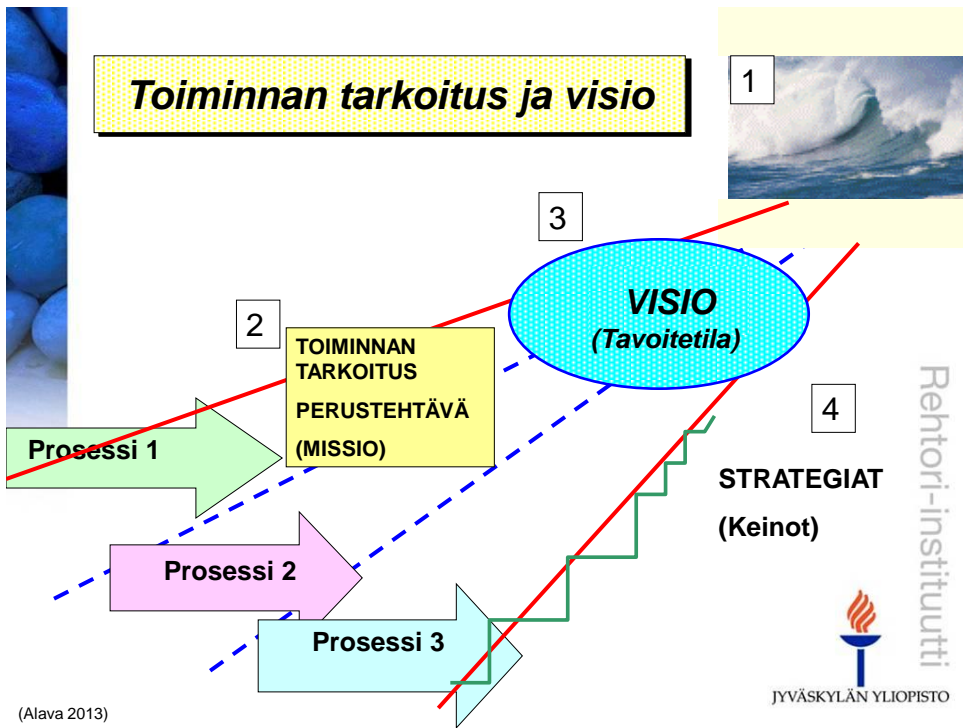 Toiminnan tarkoitus ja visio
1
3
VISIO
(Tavoitetila)
2
TOIMINNAN
TARKOITUS
PERUSTEHTÄVÄ
(MISSIO)
4
STRATEGIAT
(Keinot)
Prosessi 1
Prosessi 2
Prosessi 3
Rehtori-instituutti
JYVÄSKYLÄN YLIOPISTO
(Alava 2013)